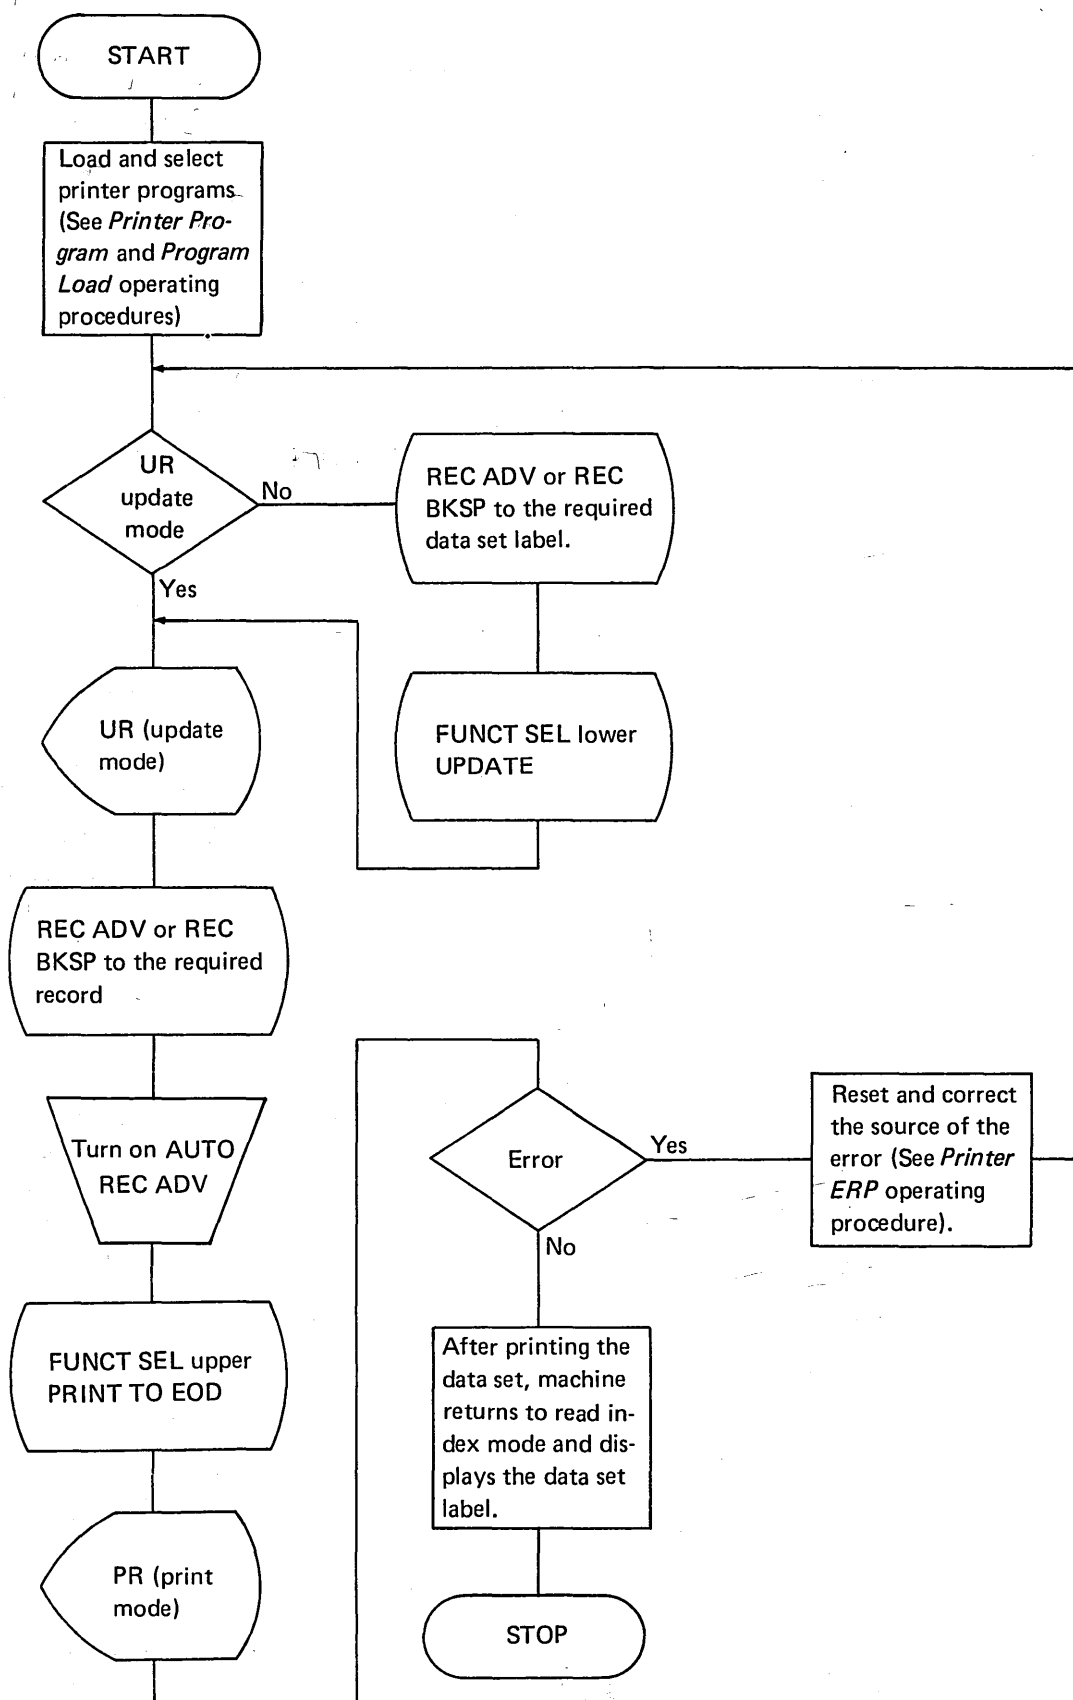 START
Load and select
printer programs
(See Printer Pro-
gram and Program
Load operating
procedures)
UR
update
mode
No
Yes
REC ADV or REC
BKSP to the required
data set label.
FUNCT SEL lower
UPDATE
UR (update
mode)
REC ADV or REC
BKSP to the required
record
Turn on AUTO
REC ADV
FUNCT SEL upper
PRINT TO EOD
PR (print
mode)
Error
Yes
No
Reset and correct
the source of the
error (See Printer
ERP operating
procedure).
After printing the
data set, machine
returns to read in-
dex mode and dis-
plays the data set
label.
STOP